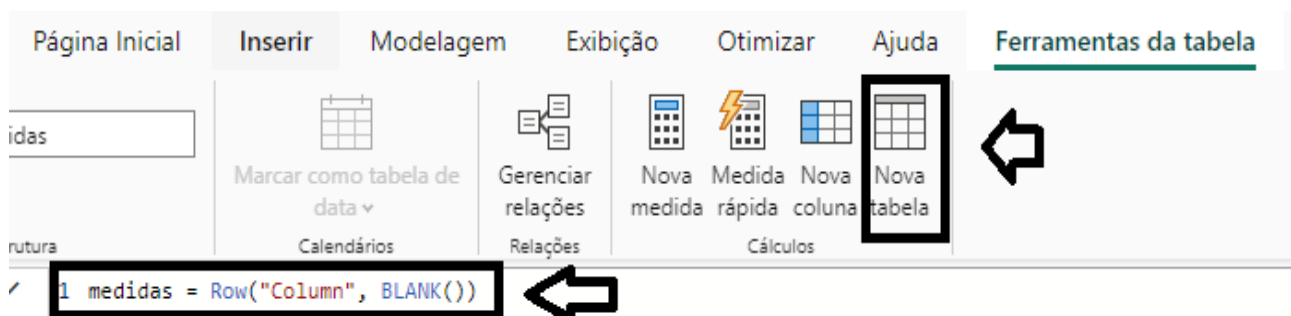 Página Inicial Inserir Modelagem Exibição Otimizar Ajuda Ferramentas da tabela
idas
Marcar como tabela de data
Gerenciar relações
Nova medida
Medida rápida
Nova coluna
Nova tabela
rutura Calendários Relações Cálculos
1 medidas = Row("Column", BLANK())